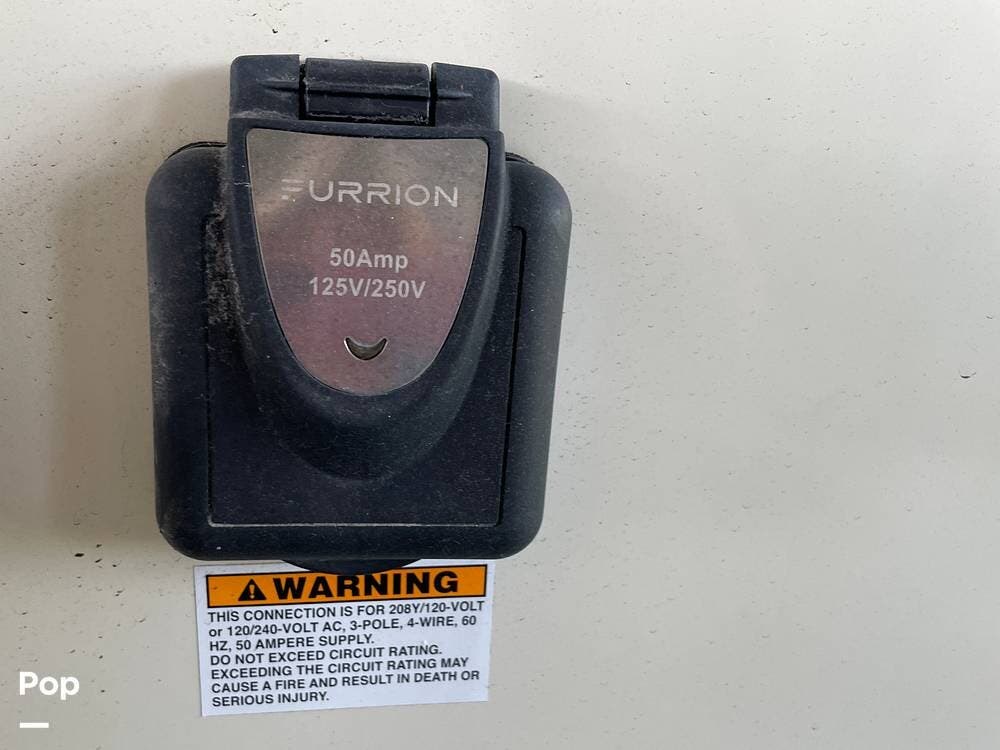 FURRION
50Amp
125V/250V
WARNING
THIS CONNECTION IS FOR 208Y/120-VOLT
or 120/240-VOLT AC, 3-POLE, 4-WIRE, 60
HZ, 50 AMPERE SUPPLY.
DO NOT EXCEED CIRCUIT RATING.
EXCEEDING THE CIRCUIT RATING MAY
CAUSE A FIRE AND RESULT IN DEATH OR
SERIOUS INJURY.
Pop